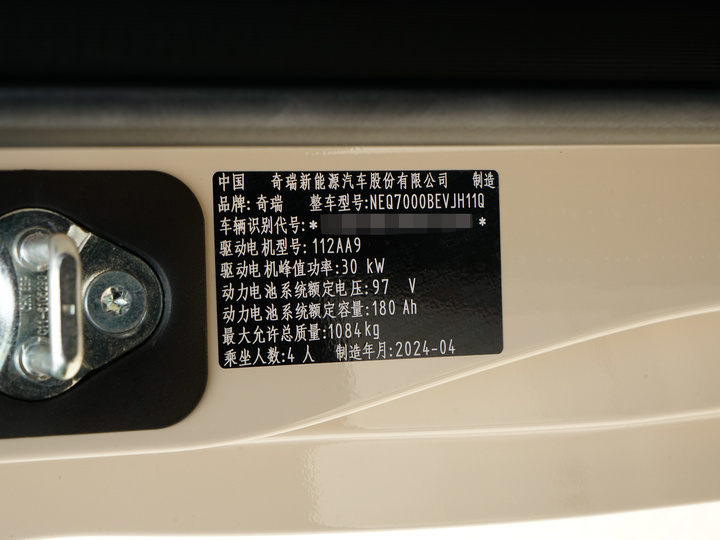 中国 奇瑞新能源汽车股份有限公司 制造
品牌:奇瑞 整车型号:NEQ7000BEVJH11Q
车辆识别代号:* *
驱动电机型号:112AA9
驱动电机峰值功率:30 kW
动力电池系统额定电压:97 V
动力电池系统额定容量:180 Ah
最大允许总质量:1084kg
乘坐人数:4 人 制造年月:2024-04